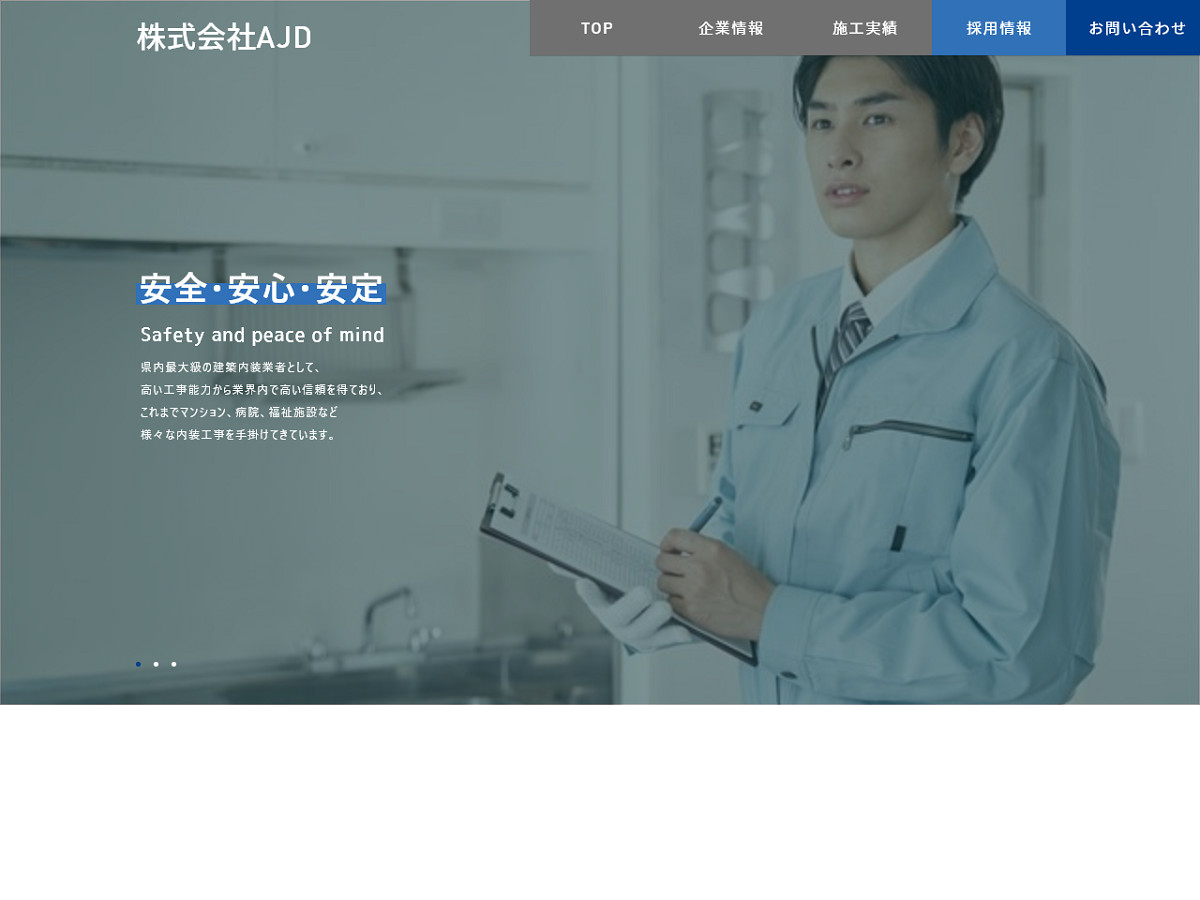 株式会社AJD
TOP
企業情報
施工実績
採用情報
お問い合わせ
安全・安心・安定
Safety and peace of mind
県内最大級の建築内装業者として、
高い工事能力から業界内で高い信頼を得ており、
これまでマンション、病院、福祉施設など
様々な内装工事を手掛けてきています。